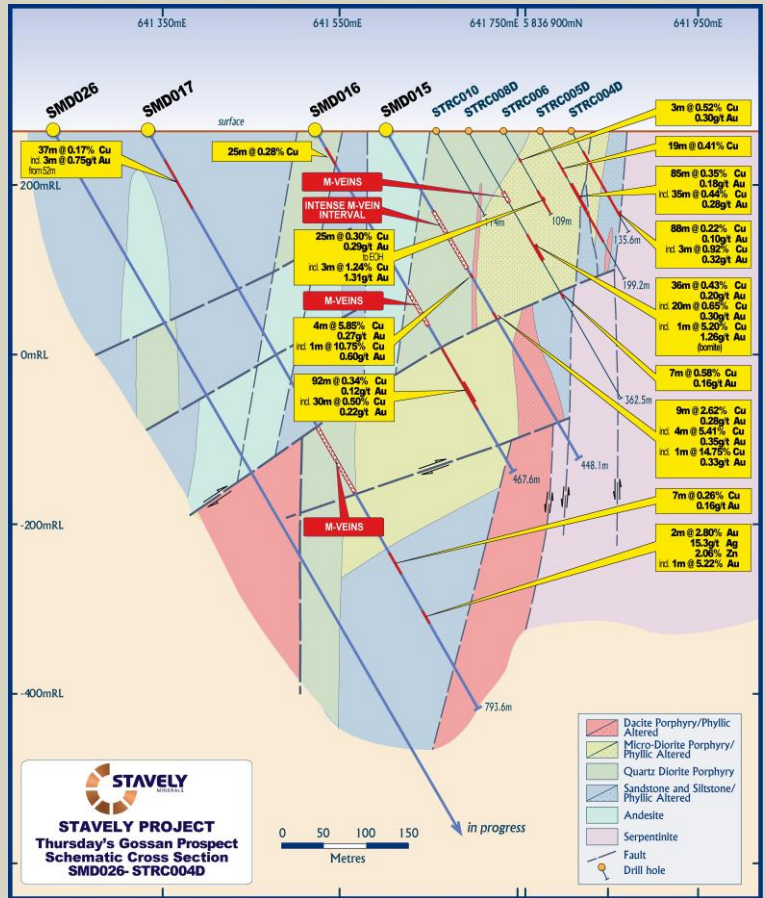 641 350mE
641 550mE
641 750mE 5 836 900mN
641 950mE
SMD026
SMD017
SMD016
SMD015
STRC010
STRC008D
STRC006
STRC005D
STRC004D
surface
37m @ 0.17% Cu
incl. 3m @ 0.75g/t Au
from 52m
25m @ 0.28% Cu
M-VEINS
INTENSE M-VEIN
INTERVAL
25m @ 0.30% Cu
0.29g/t Au
to EOH
incl. 3m @ 1.24% Cu
1.31g/t Au
M-VEINS
4m @ 5.85% Cu
0.27g/t Au
incl. 1m @ 10.75% Cu
0.60g/t Au
92m @ 0.34% Cu
0.12g/t Au
incl. 30m @ 0.50% Cu
0.22g/t Au
M-VEINS
3m @ 0.52% Cu
0.30g/t Au
19m @ 0.41% Cu
85m @ 0.35% Cu
0.18g/t Au
incl. 35m @ 0.44% Cu
0.28g/t Au
88m @ 0.22% Cu
0.10g/t Au
incl. 3m @ 0.92% Cu
0.32g/t Au
36m @ 0.43% Cu
0.20g/t Au
incl. 20m @ 0.65% Cu
0.30g/t Au
incl. 1m @ 5.20% Cu
1.26g/t Au
(bornite)
7m @ 0.58% Cu
0.16g/t Au
9m @ 2.62% Cu
0.28g/t Au
incl. 4m @ 5.41% Cu
0.35g/t Au
incl. 1m @ 14.75% Cu
0.33g/t Au
7m @ 0.26% Cu
0.16g/t Au
2m @ 2.80% Au
15.3g/t Ag
2.06% Zn
incl. 1m @ 5.22% Au
200mRL
0mRL
-200mRL
-400mRL
114m
109m
135.6m
199.2m
362.5m
448.1m
467.6m
793.6m
in progress
STAVELY
MINERALS
STAVELY PROJECT
Thursday's Gossan Prospect
Schematic Cross Section
SMD026- STRC004D
0 50 100 150
Metres
Dacite Porphyry/Phyllic
Altered
Micro-Diorite Porphyry/
Phyllic Altered
Quartz Diorite Porphyry
Sandstone and Siltstone/
Phyllic Altered
Andesite
Serpentinite
Fault
Drill hole